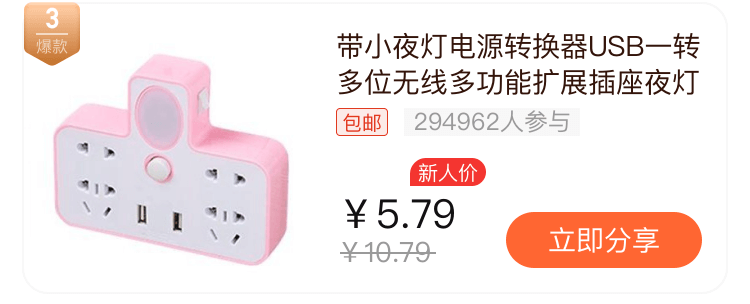 3
爆款
带小夜灯电源转换器USB一转
多位无线多功能扩展插座夜灯
包邮 294962人参与
新人价
￥5.79
￥10.79
立即分享